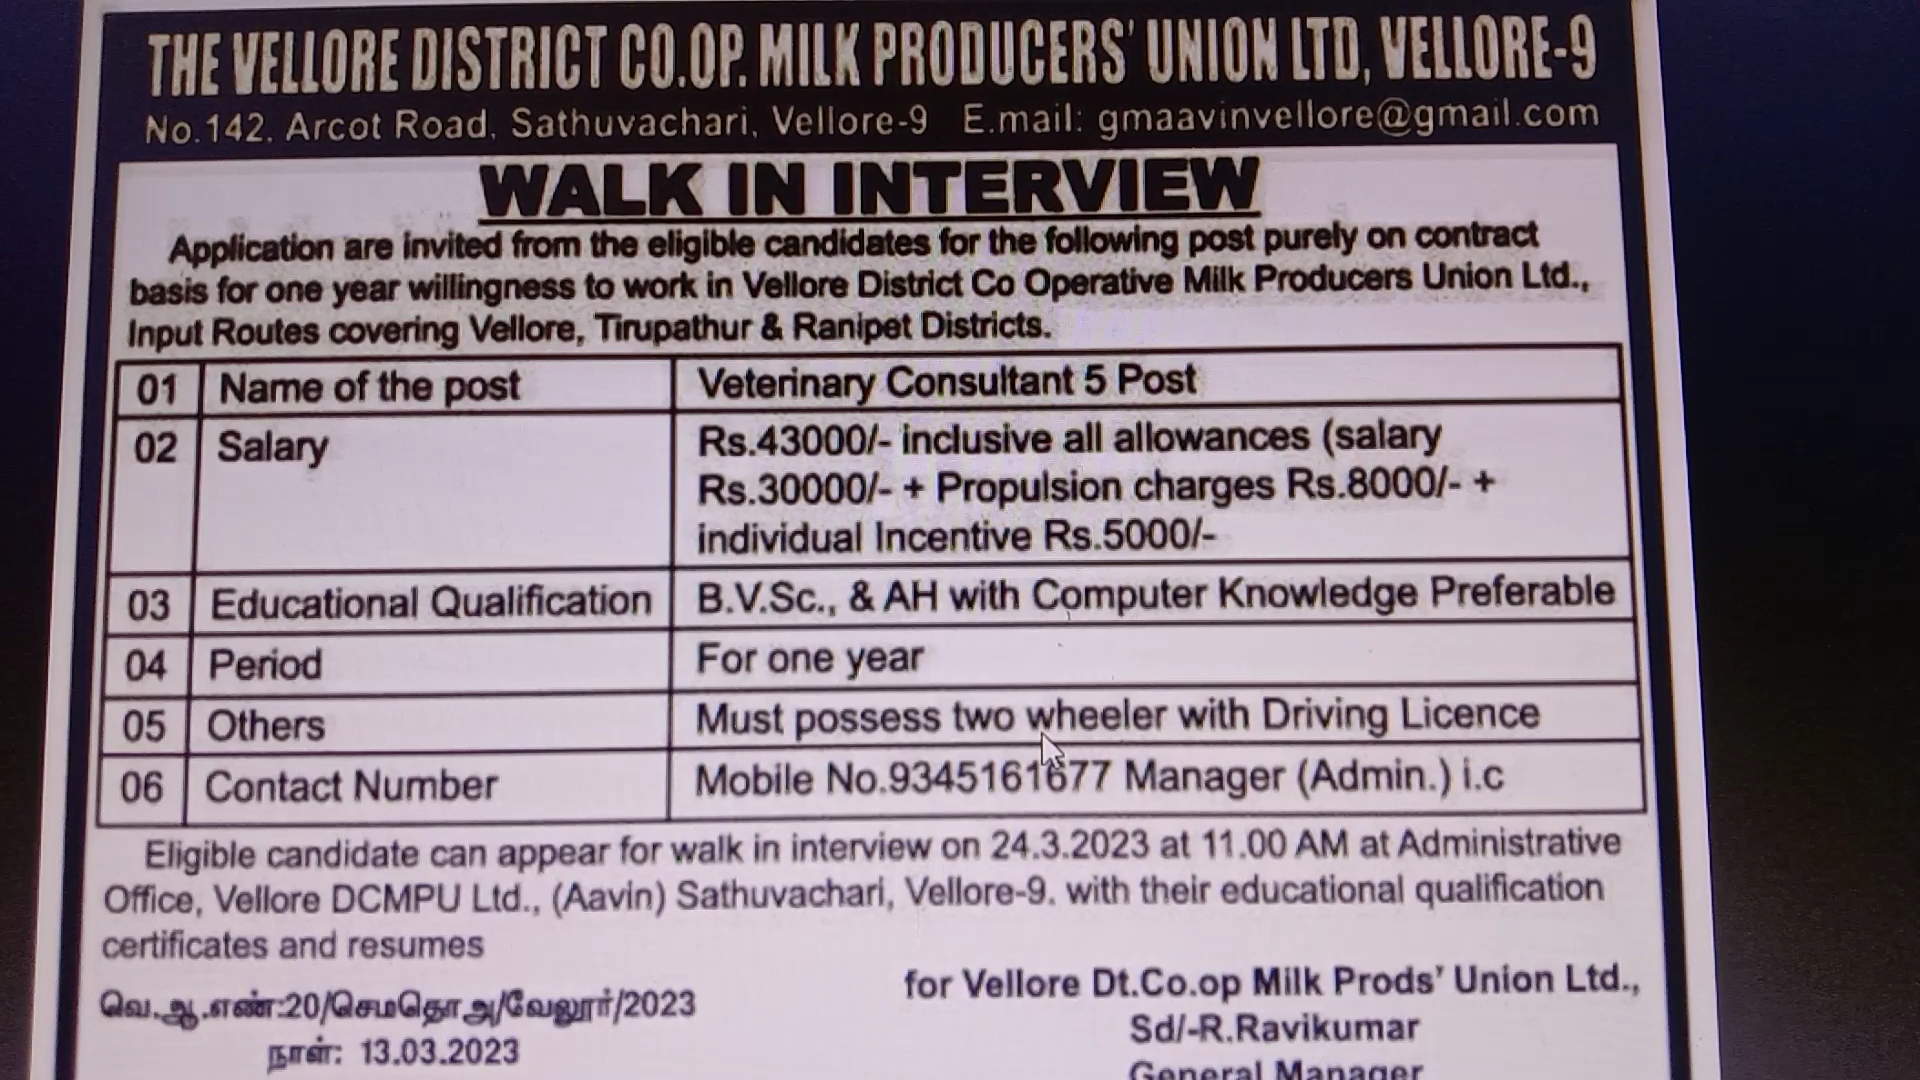 THE VELLORE DISTRICT CO.OP. MILK PRODUCERS' UNION LTD, VELLORE-9
No.142, Arcot Road, Sathuvachari, Vellore-9 E.mail: gmaavinvellore@gmail.com
WALK IN INTERVIEW
Application are invited from the eligible candidates for the following post purely on contract
basis for one year willingness to work in Vellore District Co Operative Milk Producers Union Ltd.,
Input Routes covering Vellore, Tirupathur & Ranipet Districts.
01 Name of the post Veterinary Consultant 5 Post
02 Salary Rs.43000/- inclusive all allowances (salary
Rs.30000/- + Propulsion charges Rs.8000/- +
individual Incentive Rs.5000/-
03 Educational Qualification B.V.Sc., & AH with Computer Knowledge Preferable
04 Period For one year
05 Others Must possess two wheeler with Driving Licence
06 Contact Number Mobile No.9345161677 Manager (Admin.) i.c
Eligible candidate can appear for walk in interview on 24.3.2023 at 11.00 AM at Administrative
Office, Vellore DCMPU Ltd., (Aavin) Sathuvachari, Vellore-9. with their educational qualification
certificates and resumes
for Vellore Dt.Co.op Milk Prods' Union Ltd.,
வெ.ஆ.எண்:20/செமதொஅ/வேலூர்/2023
Sd/-R.Ravikumar
நாள்: 13.03.2023
General Manager